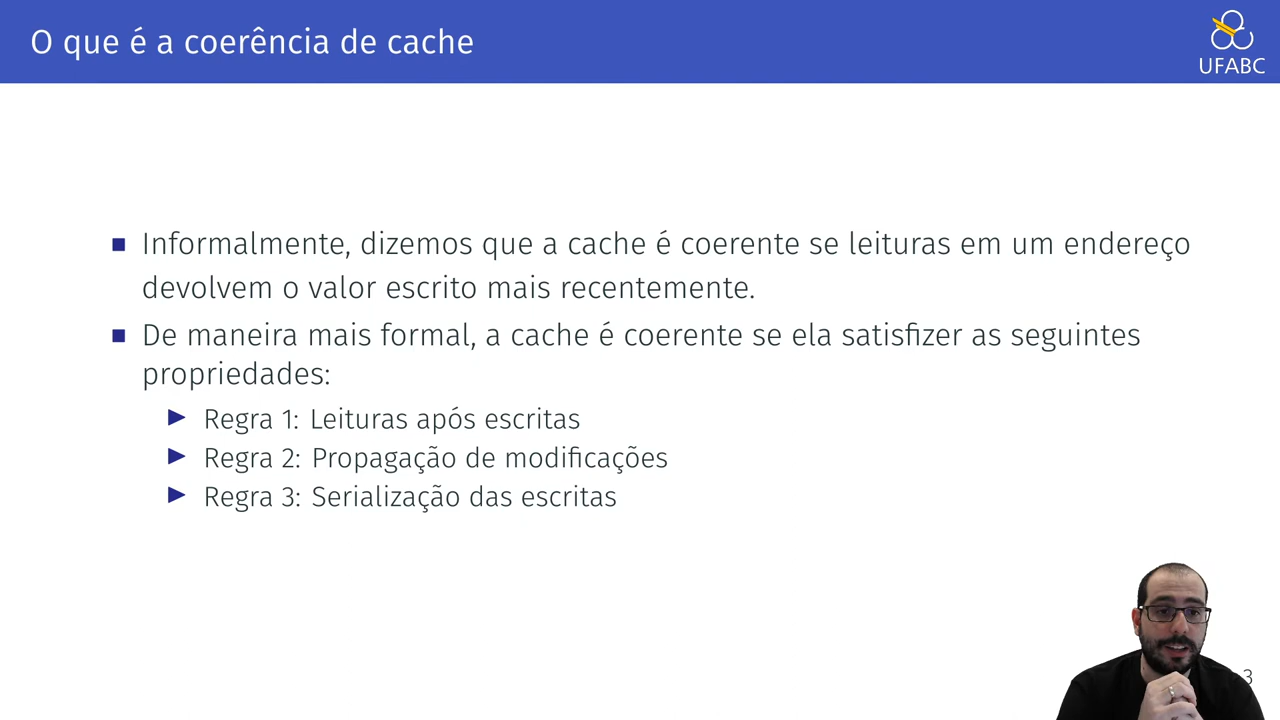 O que é a coerência de cache
UFABC
Informalmente, dizemos que a cache é coerente se leituras em um endereço
devolvem o valor escrito mais recentemente.
De maneira mais formal, a cache é coerente se ela satisfizer as seguintes
propriedades:
Regra 1: Leituras após escritas
Regra 2: Propagação de modificações
Regra 3: Serialização das escritas
3